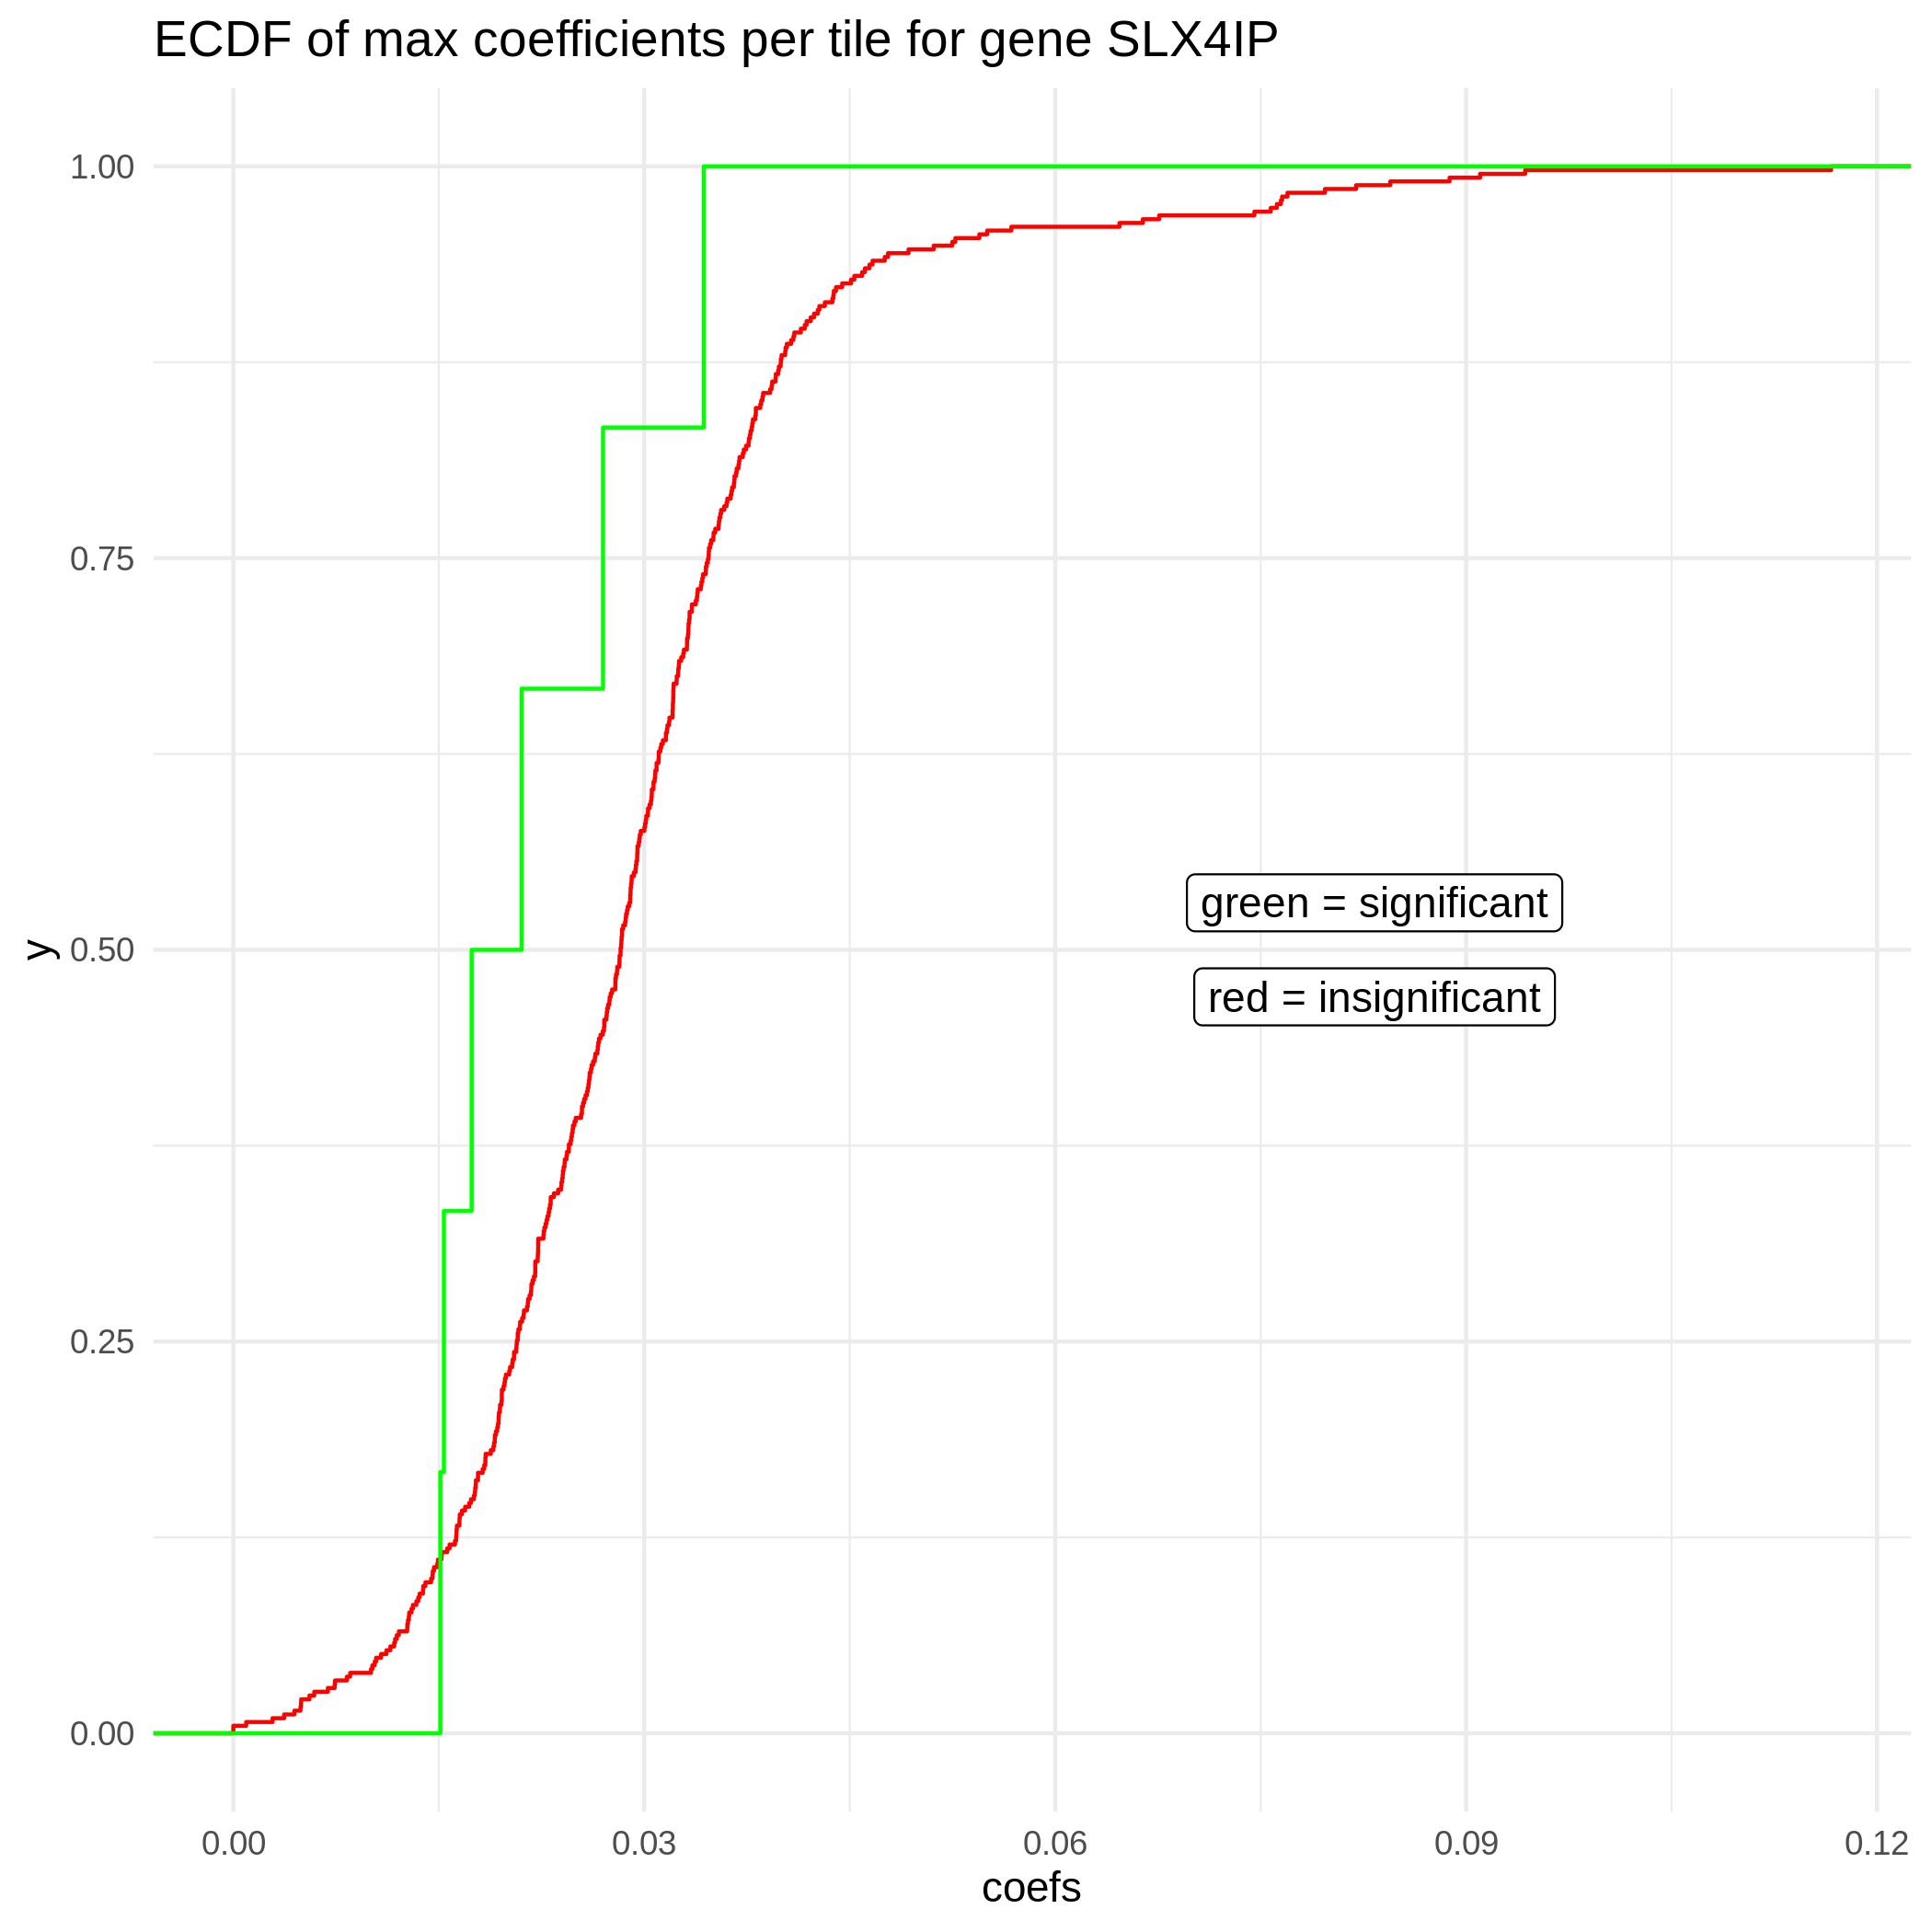 ECDF of max coefficients per tile for gene SLX4IP
1.00
0.75
0.50
0.25
0.00
y
green = significant
red = insignificant
0.00 0.03 0.06 0.09 0.12
coefs